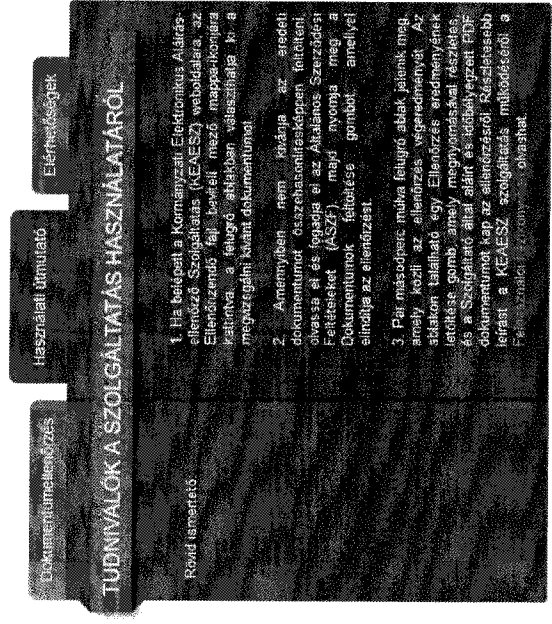 Dokumentumellenőrzés
Használati útmutató
Elérhetőségek
TUDNIVALÓK A SZOLGÁLTATÁS HASZNÁLATÁRÓL
Rövid ismertető
1. Ha belépett a Kormányzati Elektronikus Aláírás-
ellenőrző Szolgáltatás (KEAESZ) weboldalára, az
Ellenőrizendő fájl betételi mező mappa-ikonjára
kattintva, a felugró ablakban választhatja ki a
megvizsgálni kívánt dokumentumot.
2. Amennyiben nem kívánja az eredeti
dokumentumot összehasonlításképpen feltölteni,
olvassa el és fogadja el az Általános Szerződési
Feltételeket (ÁSZF), majd nyomja meg a
Dokumentumok feltöltése gombot, amellyel
elindítja az ellenőrzést.
3. Pár másodperc múlva felugró ablak jelenik meg,
amely közli az ellenőrzés végeredményét. Az
ablakon található egy Ellenőrzés eredményének
letöltése gomb, amely megnyomásával részletes,
és a Szolgáltató által aláírt és időbélyegzett PDF
dokumentumot kap az ellenőrzésről. Részletesebb
leírást a KEAESZ szolgáltatás működéséről a
olvashat.